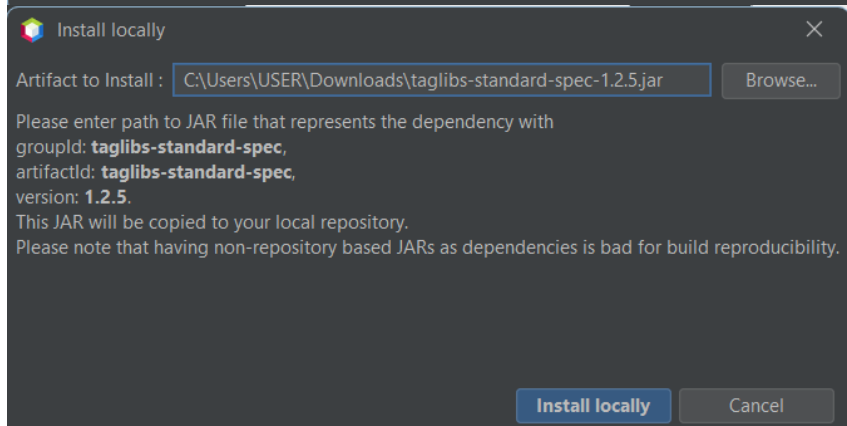 Install locally
Artifact to Install : C:\Users\USER\Downloads\taglibs-standard-spec-1.2.5.jar Browse...
Please enter path to JAR file that represents the dependency with
groupId: taglibs-standard-spec,
artifactId: taglibs-standard-spec,
version: 1.2.5.
This JAR will be copied to your local repository.
Please note that having non-repository based JARs as dependencies is bad for build reproducibility.
Install locally Cancel